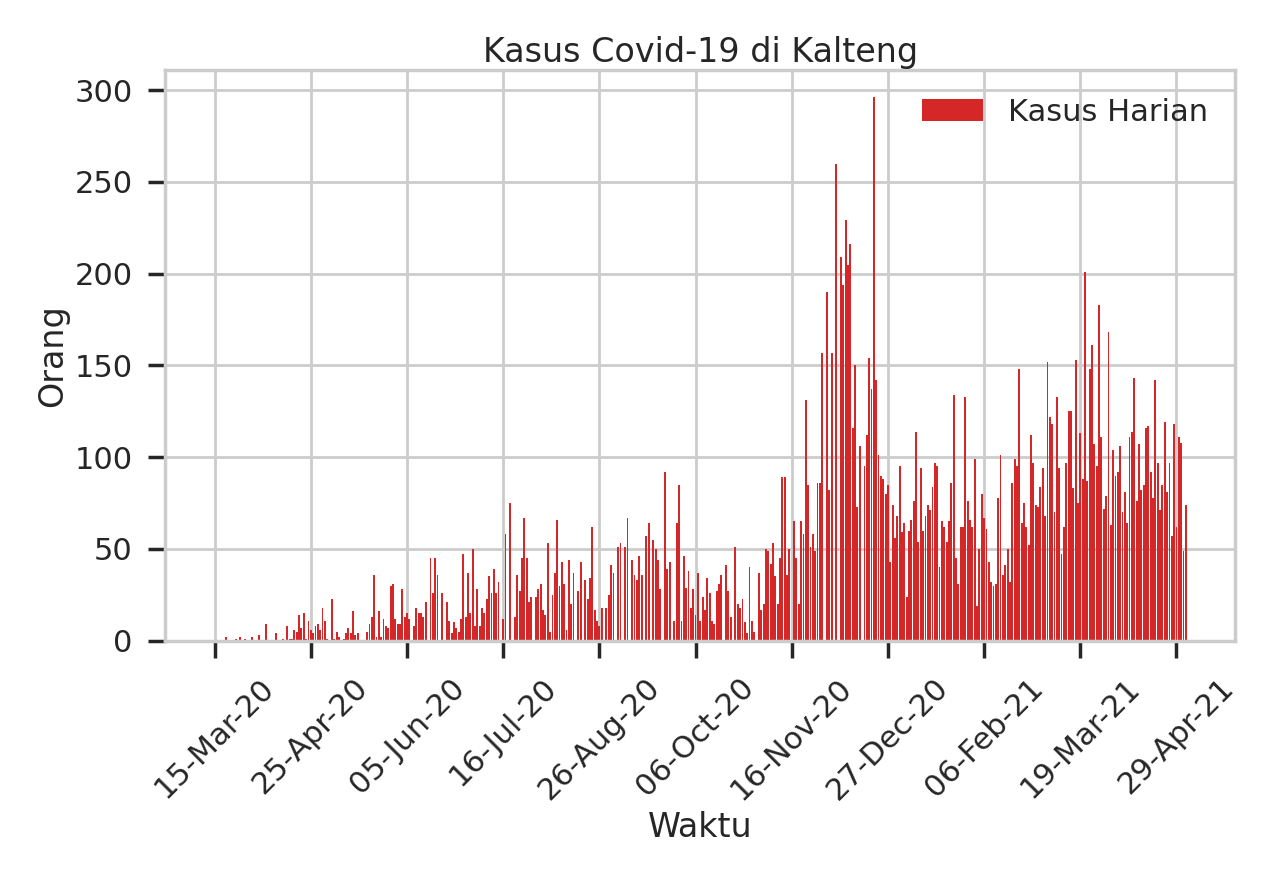 Kasus Covid-19 di Kalteng
Kasus Harian
300
250
200
150
100
50
0
Orang
15-Mar-20
25-Apr-20
05-Jun-20
16-Jul-20
26-Aug-20
06-Oct-20
16-Nov-20
27-Dec-20
06-Feb-21
19-Mar-21
29-Apr-21
Waktu